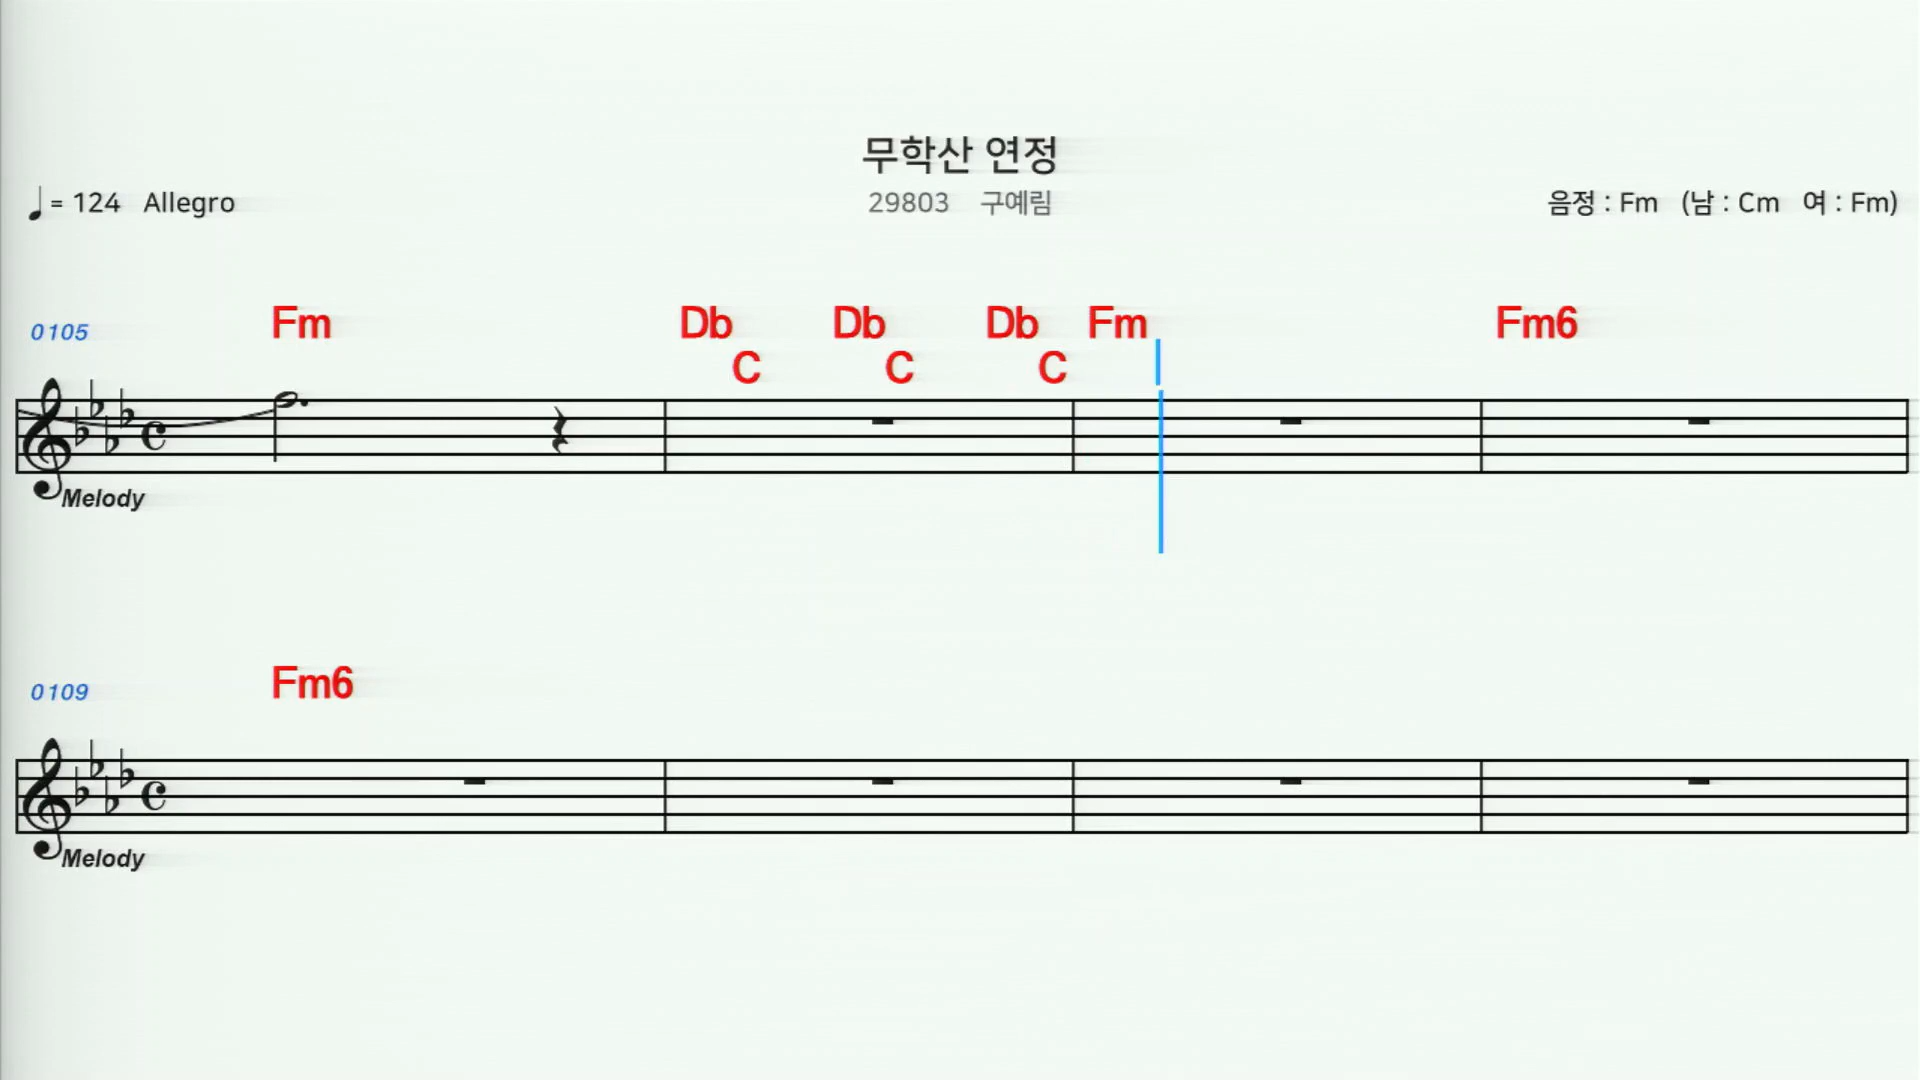 무학산 연정
♩ = 124 Allegro
29803 구예림
음정 : Fm (남 : Cm 여 : Fm)
0105
Fm Db Db Db Fm Fm6
C C C
Melody
0109
Fm6
Melody